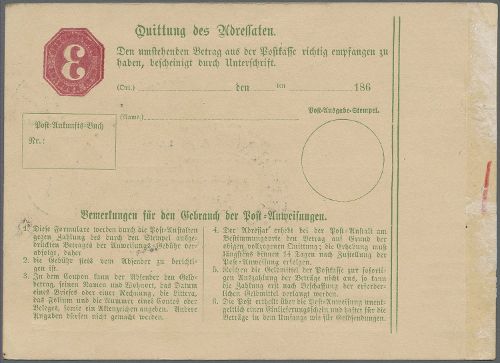 3
Quittung des Adressaten.
Den umstehenden Betrag aus der Postkasse richtig empfangen zu
haben, bescheinigt durch Unterschrift.
(Ort.) den ten 186
(Name.) Post-Ausgabe-Stempel.
Post-Ankunfts-Buch
Nr.:
Bemerkungen für den Gebrauch der Post-Anweisungen.
1. Diese Formulare werden durch die Post-Anstalten
gegen Zahlung des durch den Stempel ausge-
drückten Betrages der Anweisungs-Gebühr ver-
abfolgt, daher
2. die Gebühr stets vom Absender zu berichti-
gen ist.
3. In dem Coupon kann der Absender den Geld-
betrag, seinen Namen und Wohnort, das Datum
eines Briefes oder einer Rechnung, die Littera,
das Folium und die Nummer eines Contos oder
Beleges, sowie ein Aktenzeichen angeben. Andere
Angaben dürfen nicht gemacht werden.
4. Der Adressat erhebt bei der Post-Anstalt am
Bestimmungsorte den Betrag auf Grund der
obigen vollzogenen Quittung; die Erhebung muß
längstens binnen 14 Tagen nach Zustellung der
Post-Anweisung erfolgen.
5. Reichen die Geldmittel der Postkasse zur soforti-
gen Auszahlung der Beträge nicht aus, so kann
die Zahlung erst nach Beschaffung der erforder-
lichen Geldmittel verlangt werden.
6. Die Post ertheilt über die Post-Anweisung unent-
geltlich einen Einlieferungsschein, und haftet für die
Beträge in dem Umfange wie für Geldsendungen.